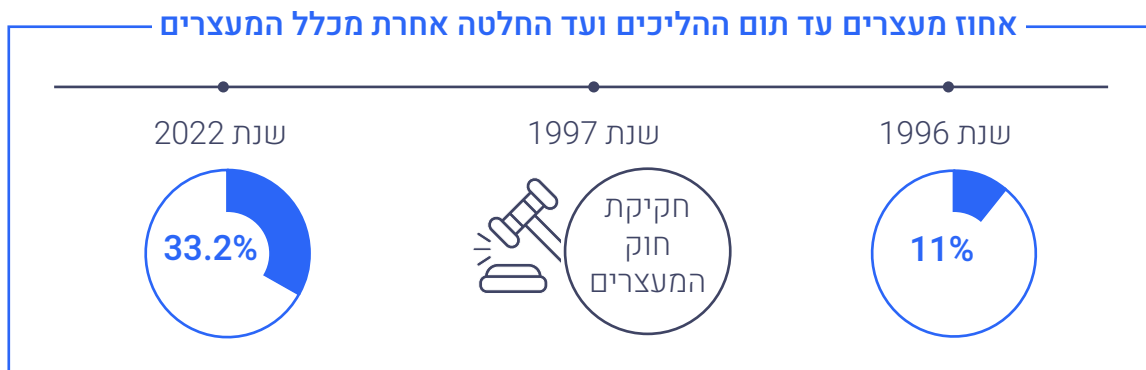 אחוז מעצרים עד תום ההליכים ועד החלטה אחרת מכלל המעצרים
שנת 1996
11%
שנת 1997
חקיקת
חוק
המעצרים
שנת 2022
33.2%